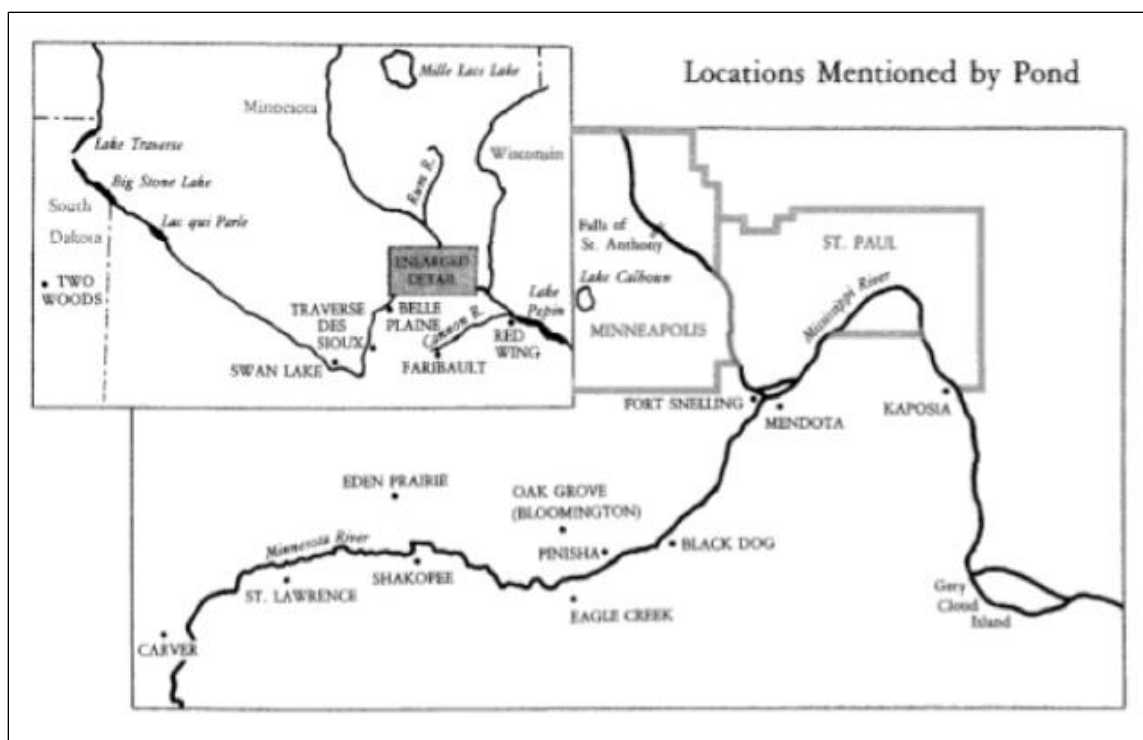 Locations Mentioned by Pond
Mille Lacs Lake
Minnesota
Wisconsin
Lake Traverse
Rum R.
Big Stone Lake
South
Dakota
Lac qui Parle
TWO
WOODS
ENLARGED
DETAIL
TRAVERSE
DES
SIOUX
BELLE
PLAINE
Cannon R.
Lake
Pepin
RED
WING
SWAN LAKE
FARIBAULT
Falls of
St. Anthony
Lake Calhoun
MINNEAPOLIS
ST. PAUL
Mississippi River
FORT SNELLING
MENDOTA
KAPOSIA
EDEN PRAIRIE
OAK GROVE
(BLOOMINGTON)
Minnesota River
PINISHA
BLACK DOG
SHAKOPEE
ST. LAWRENCE
EAGLE CREEK
Grey
Cloud
Island
CARVER